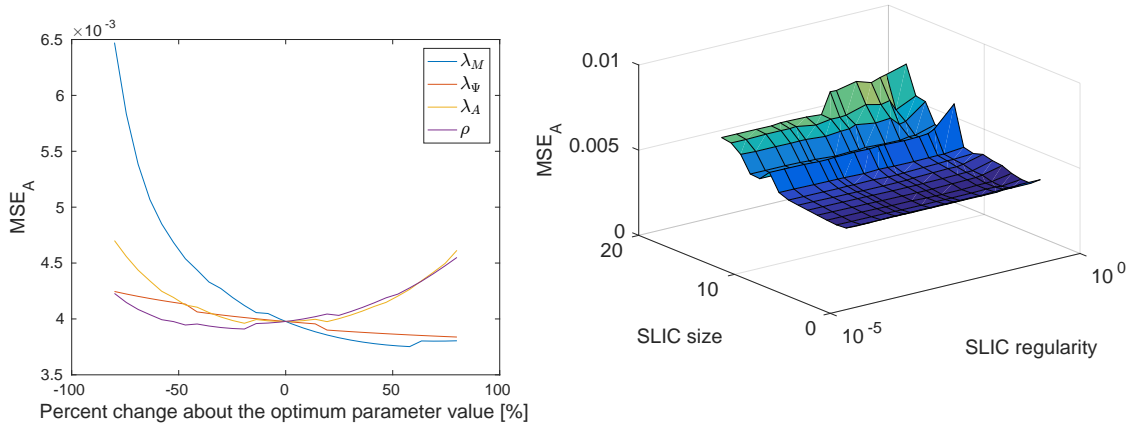 ×10^-3
6.5
6
5.5
5
4.5
4
3.5
-100
-50
0
50
100
MSE_A
Percent change about the optimum parameter value [%]
λ_M
λ_Ψ
λ_A
ρ
0.01
0.005
0
MSE_A
20
10
0
SLIC size
10^-5
10^0
SLIC regularity